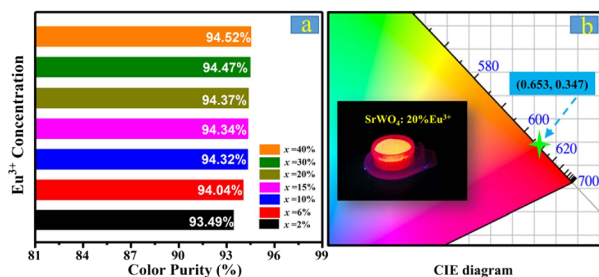 a
Eu³⁺ Concentration
94.52%
94.47%
94.37%
94.34%
94.32%
94.04%
93.49%
x =40%
x =30%
x =20%
x =15%
x =10%
x =6%
x =2%
81 84 87 90 93 96 99
Color Purity (%)
b
580
(0.653, 0.347)
600
620
700
SrWO₄: 20%Eu³⁺
CIE diagram